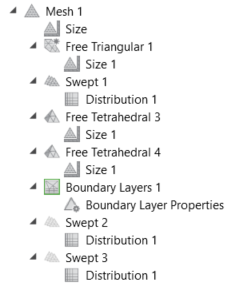 Mesh 1
Size
Free Triangular 1
Size 1
Swept 1
Distribution 1
Free Tetrahedral 3
Size 1
Free Tetrahedral 4
Size 1
Boundary Layers 1
Boundary Layer Properties
Swept 2
Distribution 1
Swept 3
Distribution 1